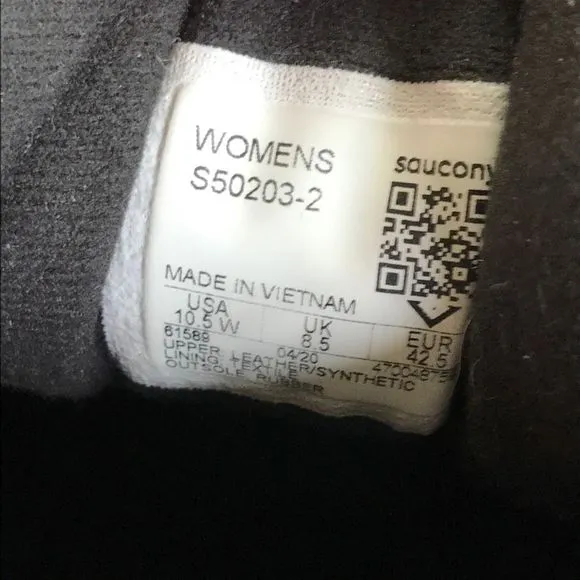 WOMENS
S50203-2
saucony
MADE IN VIETNAM
USA UK EUR
10.5 W 8.5 42.5
61589 04/20
UPPER LEATHER/SYNTHETIC
LINING TEXTILE
OUTSOLE RUBBER